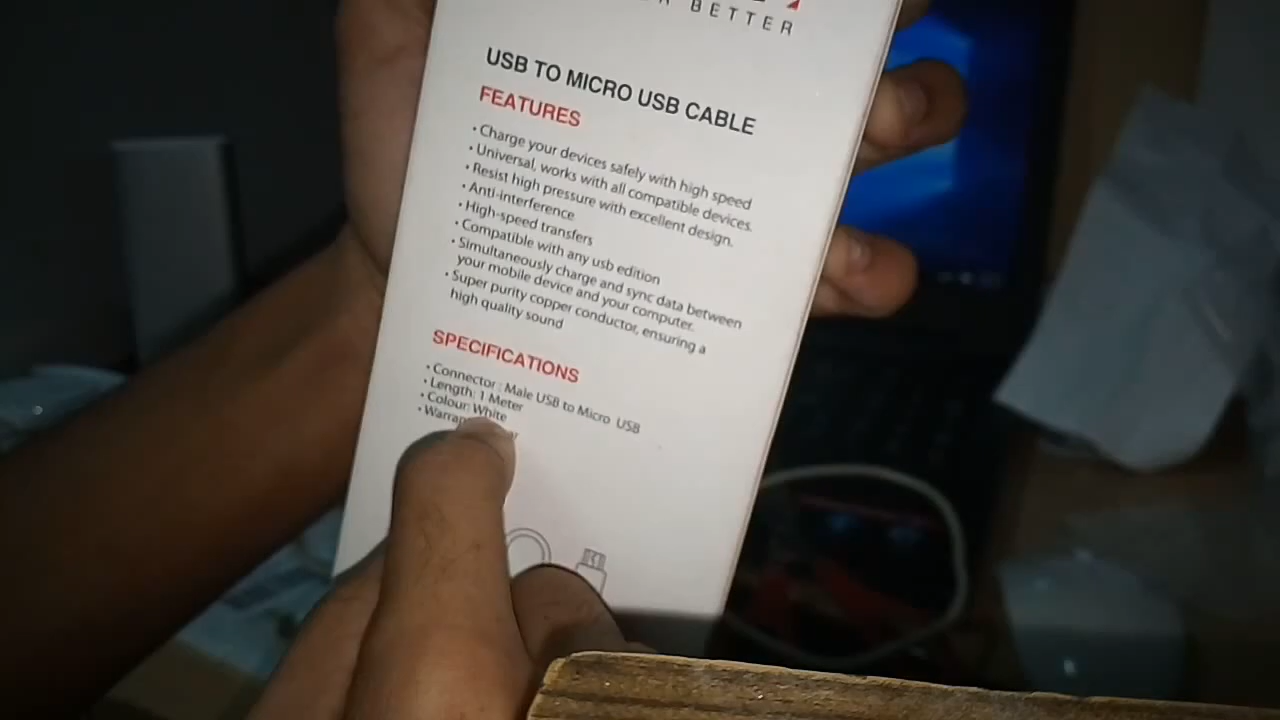 BETTER
USB TO MICRO USB CABLE
FEATURES
• Charge your devices safely with high speed
• Universal, works with all compatible devices.
• Resist high pressure with excellent design.
• Anti-interference
• High-speed transfers
• Compatible with any usb edition
• Simultaneously charge and sync data between
your mobile device and your computer.
• Super purity copper conductor, ensuring a
high quality sound
SPECIFICATIONS
• Connector : Male USB to Micro USB
• Length: 1 Meter
• Colour: White